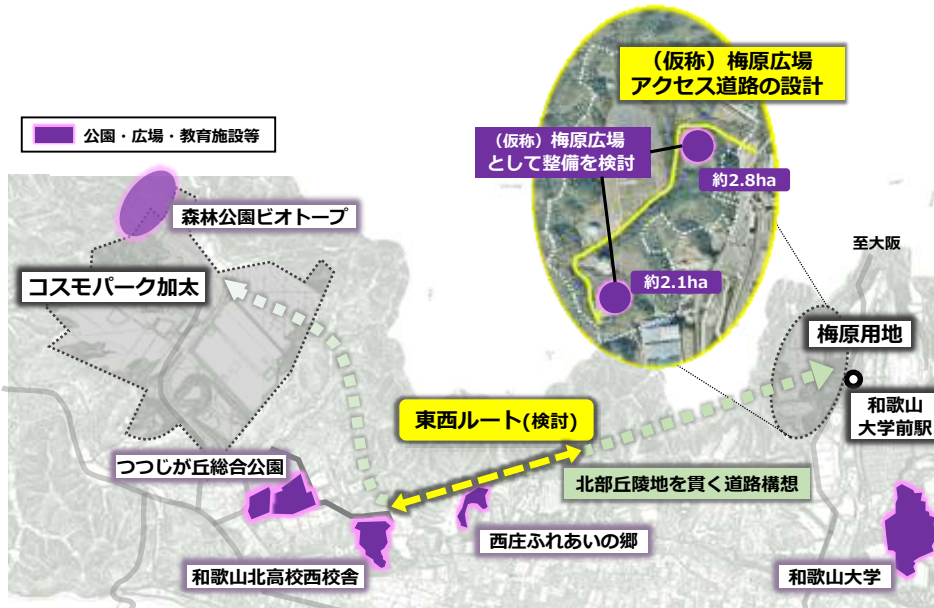 (仮称)梅原広場
アクセス道路の設計
公園・広場・教育施設等
(仮称)梅原広場
として整備を検討
約2.8ha
森林公園ビオトープ
至大阪
コスモパーク加太
約2.1ha
梅原用地
和歌山
大学前駅
東西ルート(検討)
つつじが丘総合公園
北部丘陵地を貫く道路構想
西庄ふれあいの郷
和歌山北高校西校舎
和歌山大学